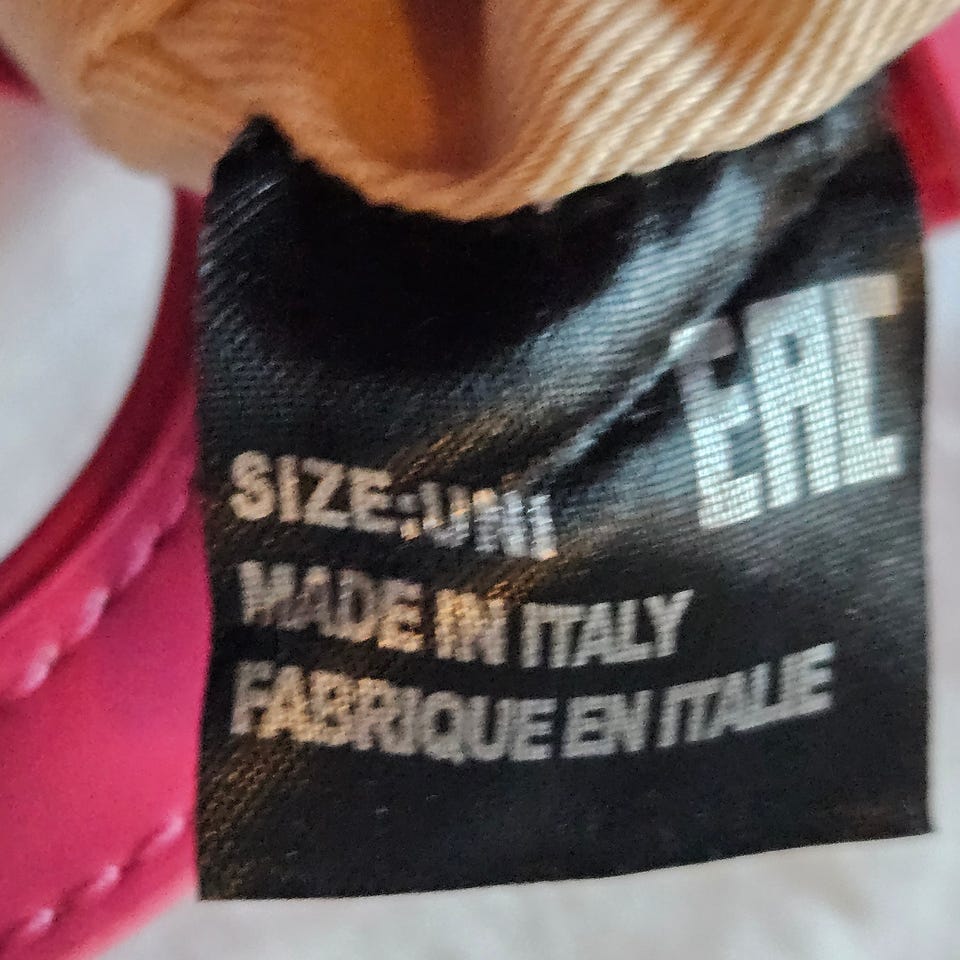 EAC
SIZE:UNI
MADE IN ITALY
FABRIQUE EN ITALIE